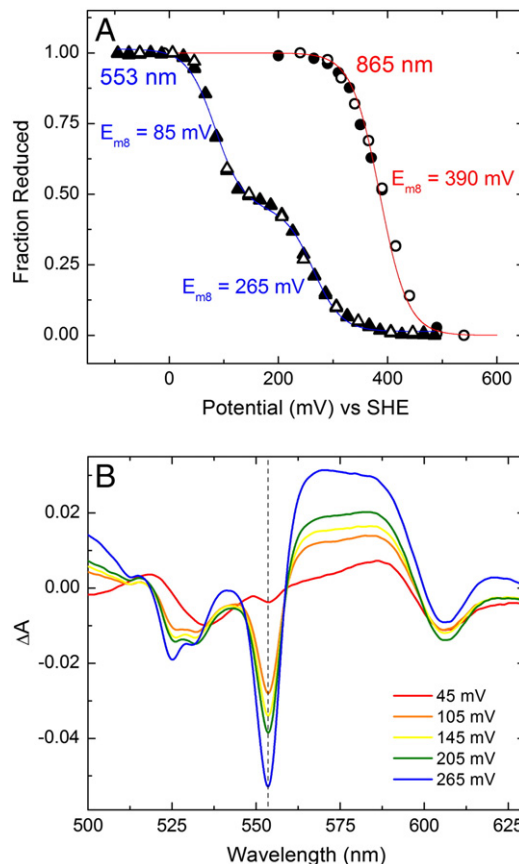 A
1.00
0.75
0.50
0.25
0.00
Fraction Reduced
553 nm
865 nm
E_m8 = 85 mV
E_m8 = 390 mV
E_m8 = 265 mV
0 200 400 600
Potential (mV) vs SHE
B
0.02
0.00
-0.02
-0.04
ΔA
45 mV
105 mV
145 mV
205 mV
265 mV
500 525 550 575 600 625
Wavelength (nm)